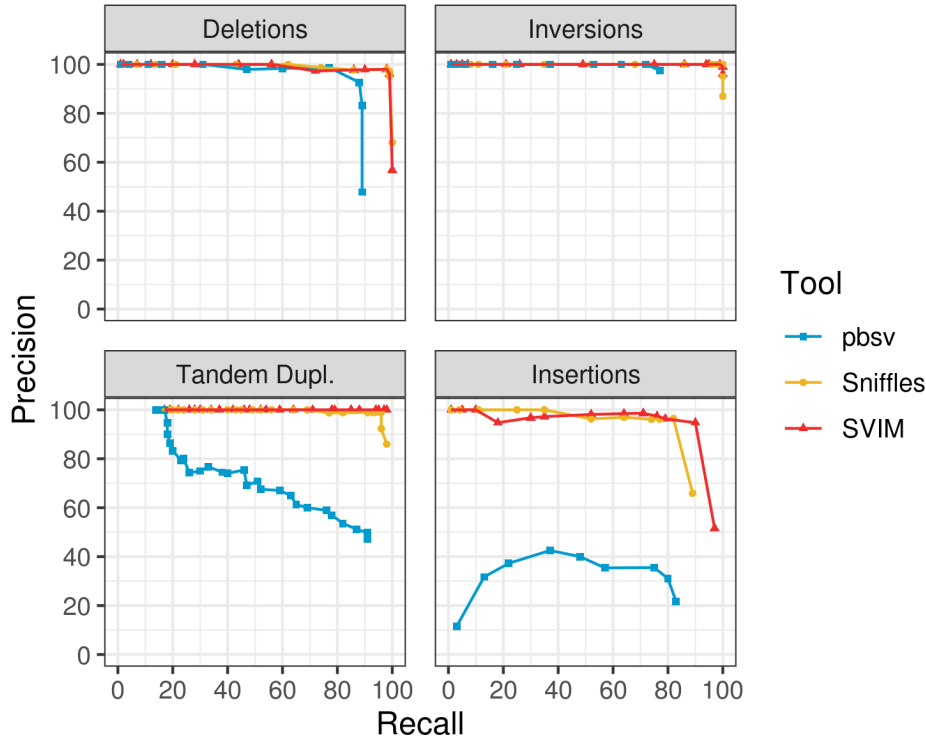 Deletions Inversions
100
80
60
40
20
0
Precision
Tandem Dupl. Insertions
100
80
60
40
20
0
0 20 40 60 80 100 0 20 40 60 80 100
Recall
Tool
pbsv
Sniffles
SVIM